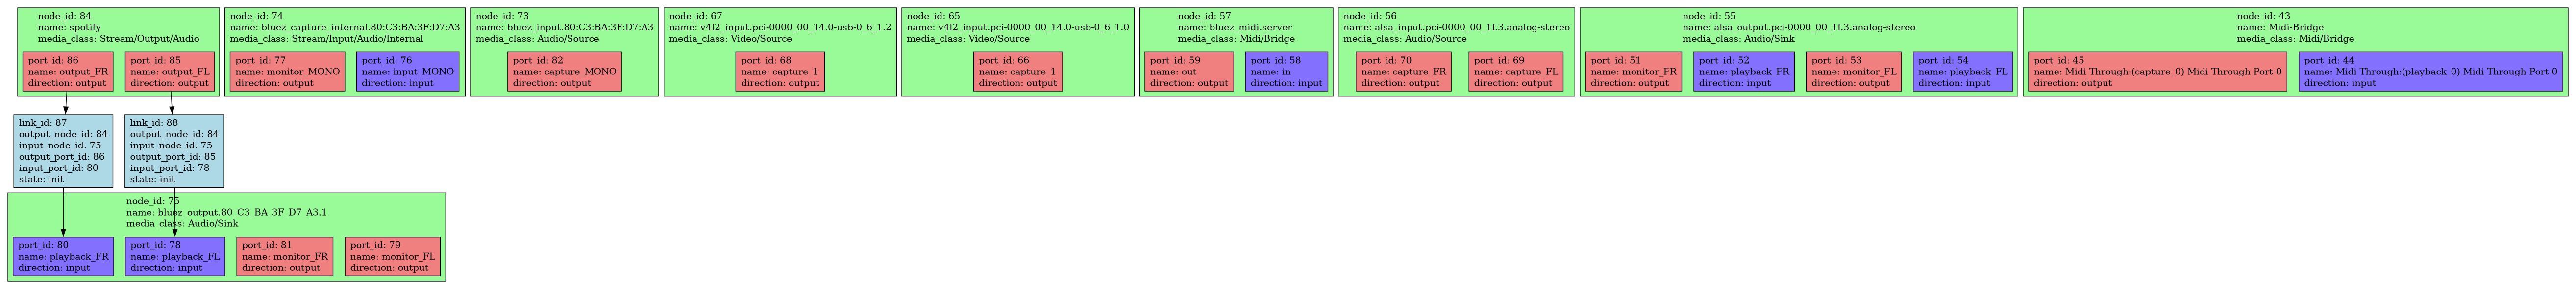 node_id: 84
name: spotify
media_class: Stream/Output/Audio
port_id: 86
name: output_FR
direction: output
port_id: 85
name: output_FL
direction: output
node_id: 74
name: bluez_capture_internal.80:C3:BA:3F:D7:A3
media_class: Stream/Input/Audio/Internal
port_id: 77
name: monitor_MONO
direction: output
port_id: 76
name: input_MONO
direction: input
node_id: 73
name: bluez_input.80:C3:BA:3F:D7:A3
media_class: Audio/Source
port_id: 82
name: capture_MONO
direction: output
node_id: 67
name: v4l2_input.pci-0000_00_14.0-usb-0_6_1.2
media_class: Video/Source
port_id: 68
name: capture_1
direction: output
node_id: 65
name: v4l2_input.pci-0000_00_14.0-usb-0_6_1.0
media_class: Video/Source
port_id: 66
name: capture_1
direction: output
node_id: 57
name: bluez_midi.server
media_class: Midi/Bridge
port_id: 59
name: out
direction: output
port_id: 58
name: in
direction: input
node_id: 56
name: alsa_input.pci-0000_00_1f.3.analog-stereo
media_class: Audio/Source
port_id: 70
name: capture_FR
direction: output
port_id: 69
name: capture_FL
direction: output
node_id: 55
name: alsa_output.pci-0000_00_1f.3.analog-stereo
media_class: Audio/Sink
port_id: 51
name: monitor_FR
direction: output
port_id: 52
name: playback_FR
direction: input
port_id: 53
name: monitor_FL
direction: output
port_id: 54
name: playback_FL
direction: input
node_id: 43
name: Midi-Bridge
media_class: Midi/Bridge
port_id: 45
name: Midi Through:(capture_0) Midi Through Port-0
direction: output
port_id: 44
name: Midi Through:(playback_0) Midi Through Port-0
direction: input
link_id: 87
output_node_id: 84
input_node_id: 75
output_port_id: 86
input_port_id: 80
state: init
link_id: 88
output_node_id: 84
input_node_id: 75
output_port_id: 85
input_port_id: 78
state: init
node_id: 75
name: bluez_output.80_C3_BA_3F_D7_A3.1
media_class: Audio/Sink
port_id: 80
name: playback_FR
direction: input
port_id: 78
name: playback_FL
direction: input
port_id: 81
name: monitor_FR
direction: output
port_id: 79
name: monitor_FL
direction: output